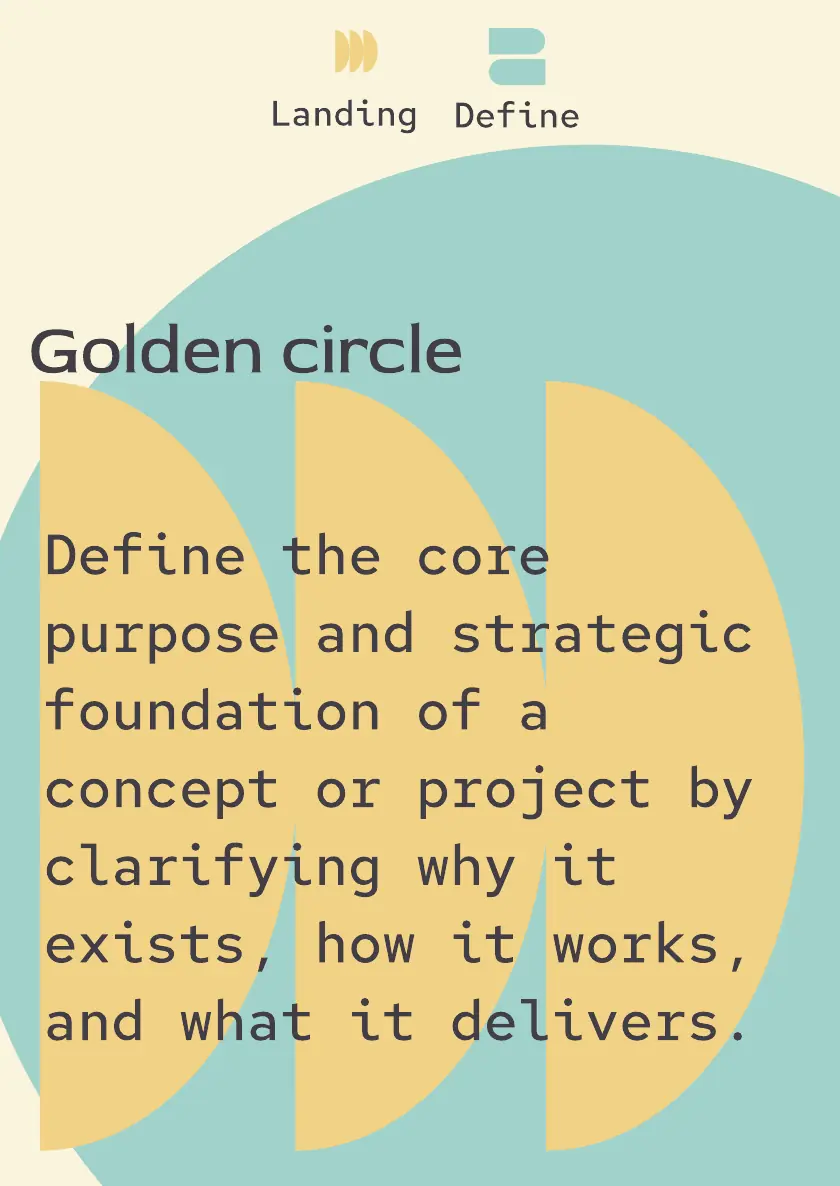 Landing Define
Golden circle
Define the core
purpose and strategic
foundation of a
concept or project by
clarifying why it
exists, how it works,
and what it delivers.